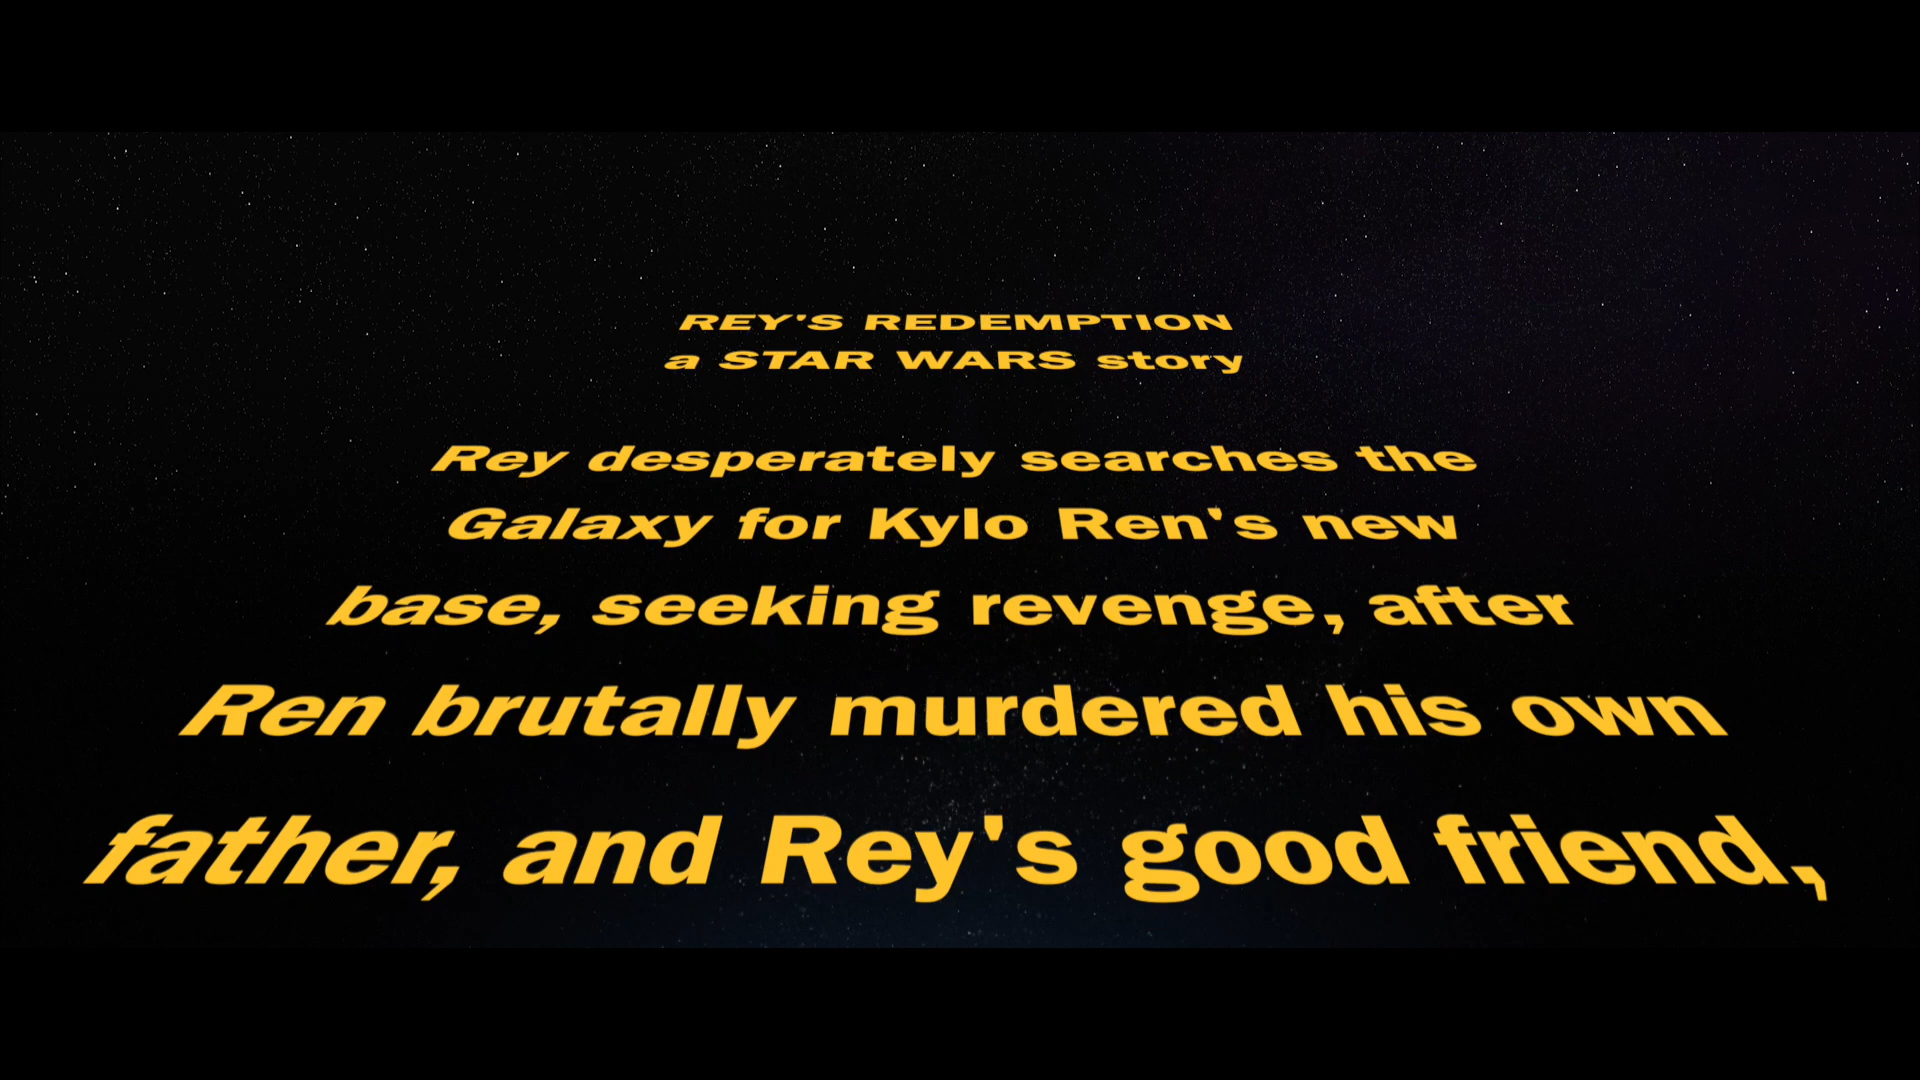 REY'S REDEMPTION
a STAR WARS story
Rey desperately searches the
Galaxy for Kylo Ren's new
base, seeking revenge, after
Ren brutally murdered his own
father, and Rey's good friend,